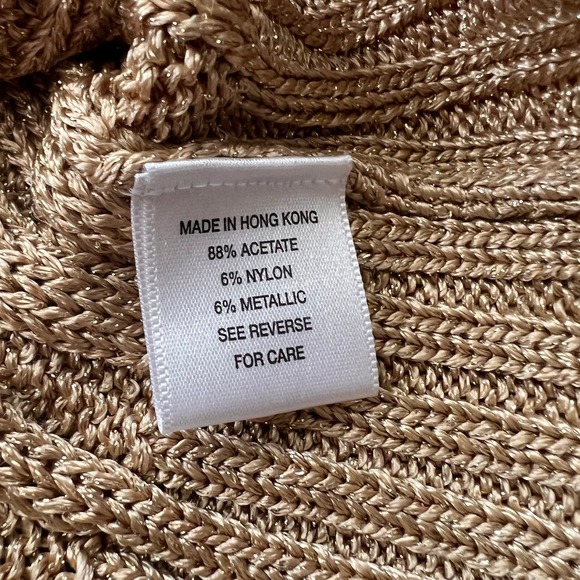 MADE IN HONG KONG
88% ACETATE
6% NYLON
6% METALLIC
SEE REVERSE
FOR CARE